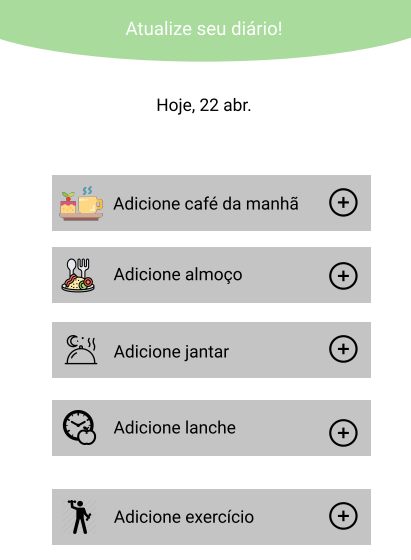 Atualize seu diário!
Hoje, 22 abr.
Adicione café da manhã
Adicione almoço
Adicione jantar
Adicione lanche
Adicione exercício